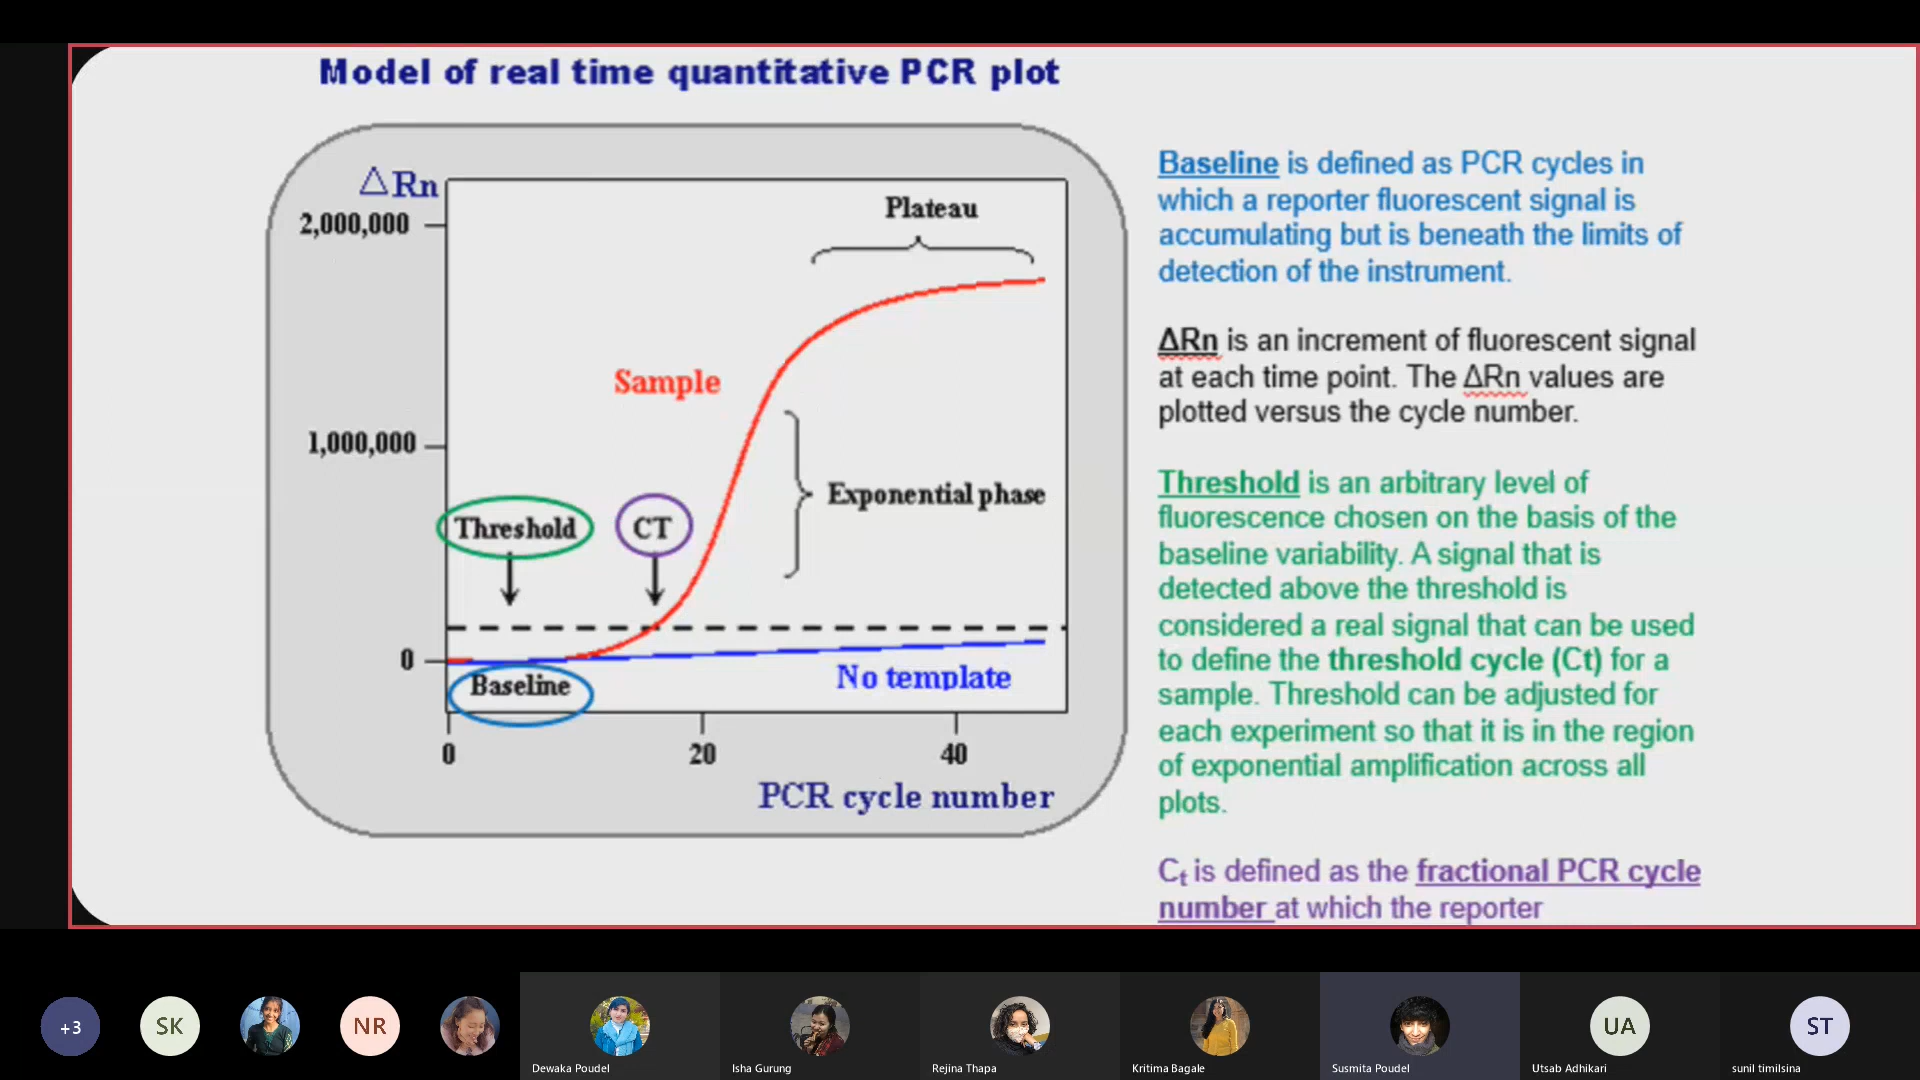 Model of real time quantitative PCR plot
△Rn
2,000,000
1,000,000
0
Plateau
Sample
Exponential phase
Threshold
CT
Baseline
No template
0
20
40
PCR cycle number
Baseline is defined as PCR cycles in
which a reporter fluorescent signal is
accumulating but is beneath the limits of
detection of the instrument.
ΔRn is an increment of fluorescent signal
at each time point. The ΔRn values are
plotted versus the cycle number.
Threshold is an arbitrary level of
fluorescence chosen on the basis of the
baseline variability. A signal that is
detected above the threshold is
considered a real signal that can be used
to define the threshold cycle (Ct) for a
sample. Threshold can be adjusted for
each experiment so that it is in the region
of exponential amplification across all
plots.
Ct is defined as the fractional PCR cycle
number at which the reporter
+3
SK
NR
Dewaka Poudel
Isha Gurung
Rejina Thapa
Kritima Bagale
Susmita Poudel
UA
Utsab Adhikari
ST
sunil timilsina